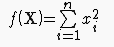 f(X)=∑_{i=1}^{n} x_i^2